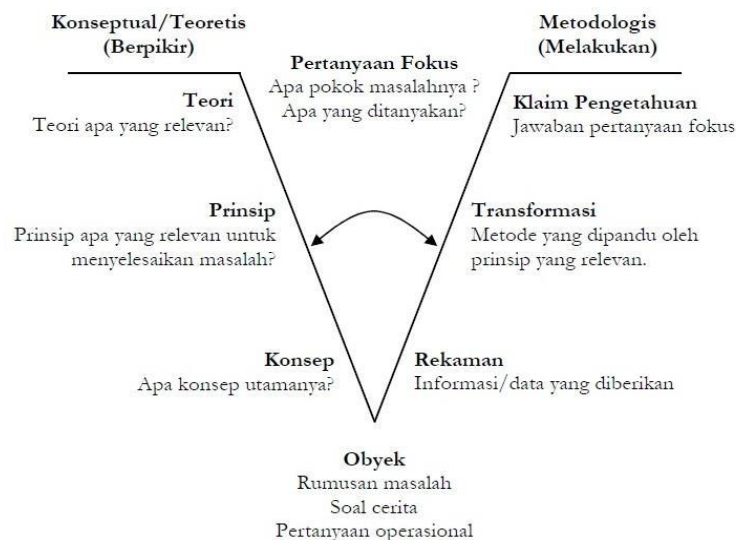 Konseptual/Teoretis
(Berpikir)
Metodologis
(Melakukan)
Pertanyaan Fokus
Apa pokok masalahnya ?
Apa yang ditanyakan?
Teori
Teori apa yang relevan?
Klaim Pengetahuan
Jawaban pertanyaan fokus
Prinsip
Prinsip apa yang relevan untuk
menyelesaikan masalah?
Transformasi
Metode yang dipandu oleh
prinsip yang relevan.
Konsep
Apa konsep utamanya?
Rekaman
Informasi/data yang diberikan
Obyek
Rumusan masalah
Soal cerita
Pertanyaan operasional